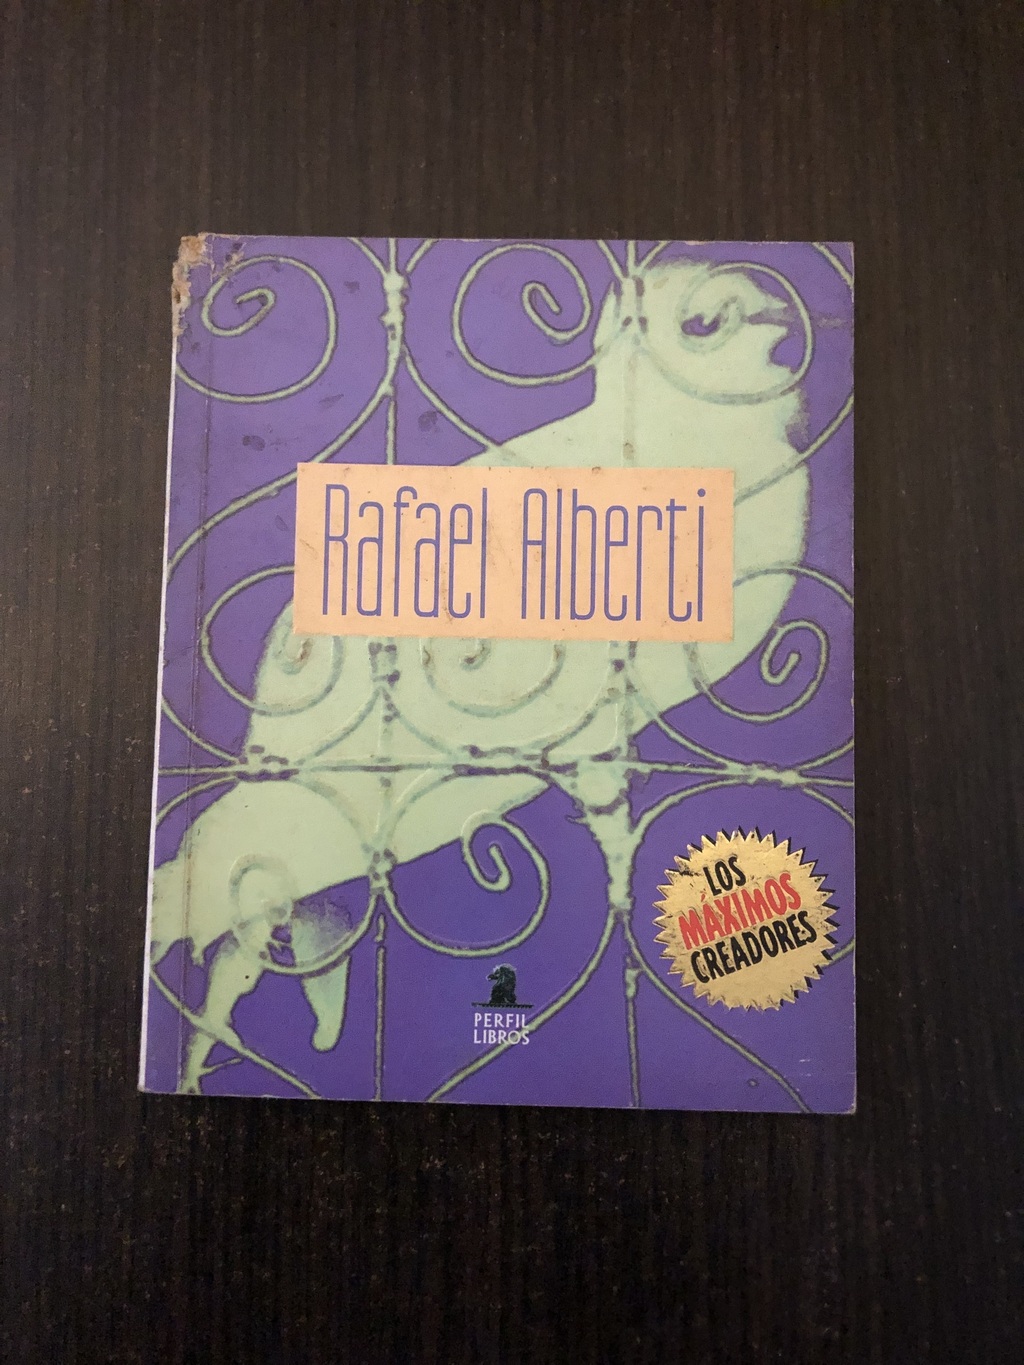 Rafael Alberti
LOS
MÁXIMOS
CREADORES
PERFIL
LIBROS